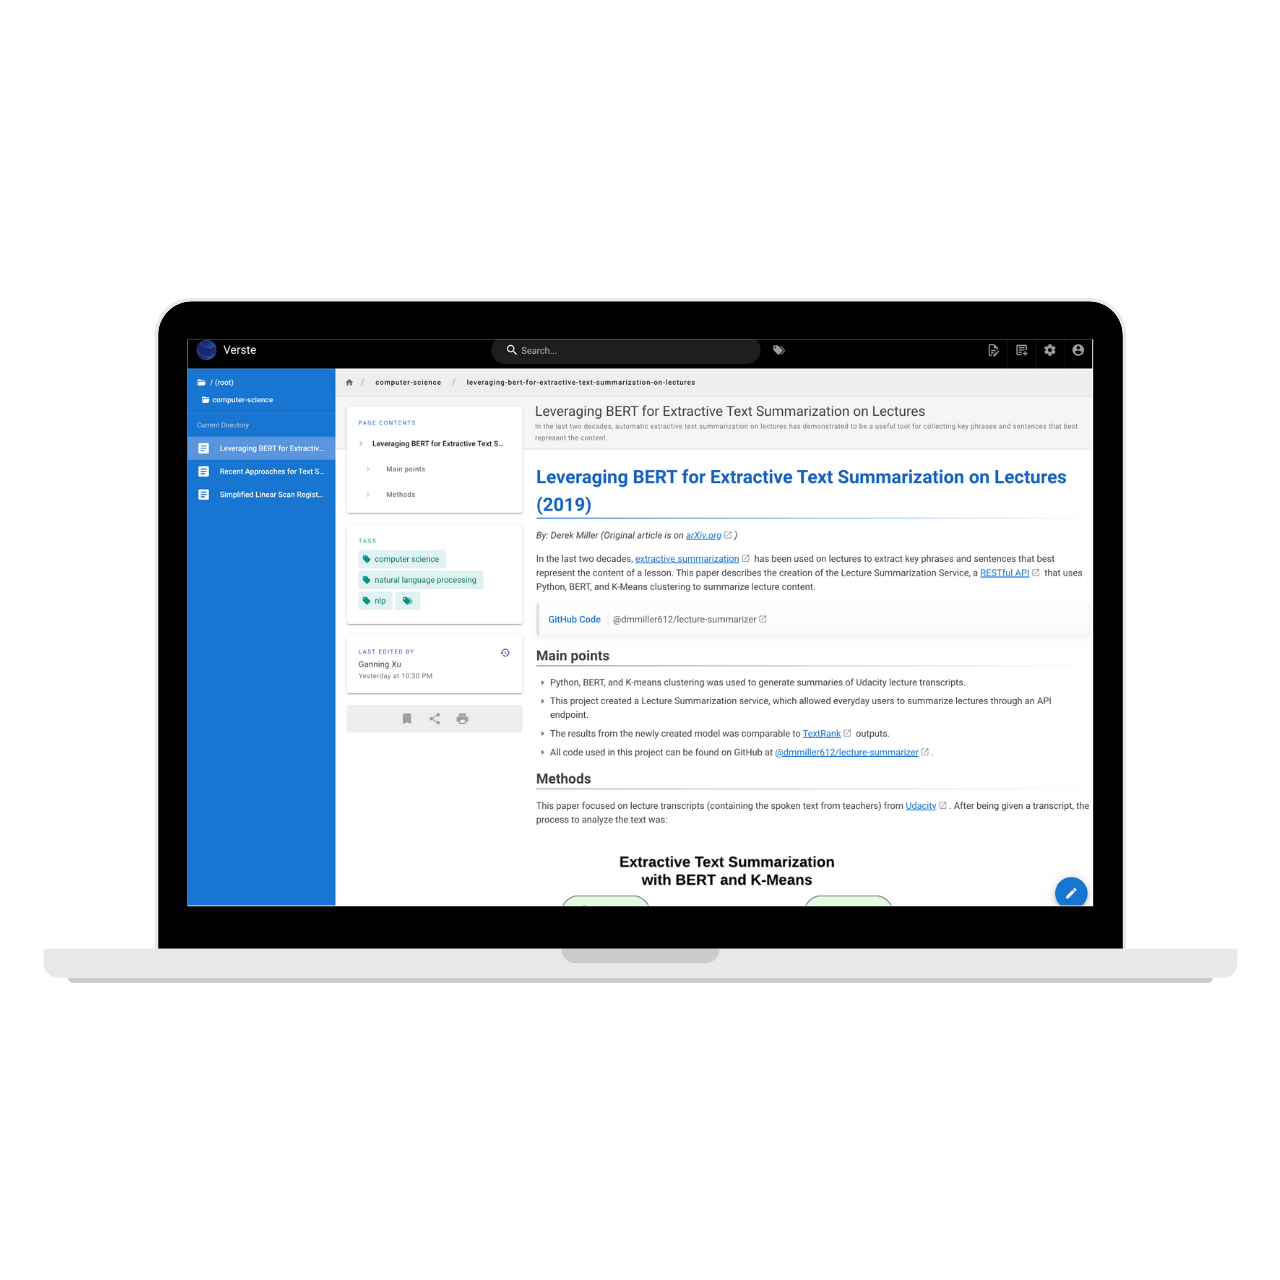 Verste
Search...
/ (root)
computer-science
Current Directory
Leveraging BERT for Extractiv...
Recent Approaches for Text S...
Simplified Linear Scan Regist...
/ computer-science / leveraging-bert-for-extractive-text-summarization-on-lectures
PAGE CONTENTS
Leveraging BERT for Extractive Text S...
Main points
Methods
TAGS
computer science
natural language processing
nlp
LAST EDITED BY
Ganning Xu
Yesterday at 10:30 PM
Leveraging BERT for Extractive Text Summarization on Lectures
In the last two decades, automatic extractive text summarization on lectures has demonstrated to be a useful tool for collecting key phrases and sentences that best
represent the content.
Leveraging BERT for Extractive Text Summarization on Lectures
(2019)
By: Derek Miller (Original article is on arXiv.org )
In the last two decades, extractive summarization has been used on lectures to extract key phrases and sentences that best
represent the content of a lesson. This paper describes the creation of the Lecture Summarization Service, a RESTful API that uses
Python, BERT, and K-Means clustering to summarize lecture content.
GitHub Code @dmmiller612/lecture-summarizer
Main points
Python, BERT, and K-means clustering was used to generate summaries of Udacity lecture transcripts.
This project created a Lecture Summarization service, which allowed everyday users to summarize lectures through an API
endpoint.
The results from the newly created model was comparable to TextRank outputs.
All code used in this project can be found on GitHub at @dmmiller612/lecture-summarizer .
Methods
This paper focused on lecture transcripts (containing the spoken text from teachers) from Udacity . After being given a transcript, the
process to analyze the text was:
Extractive Text Summarization
with BERT and K-Means